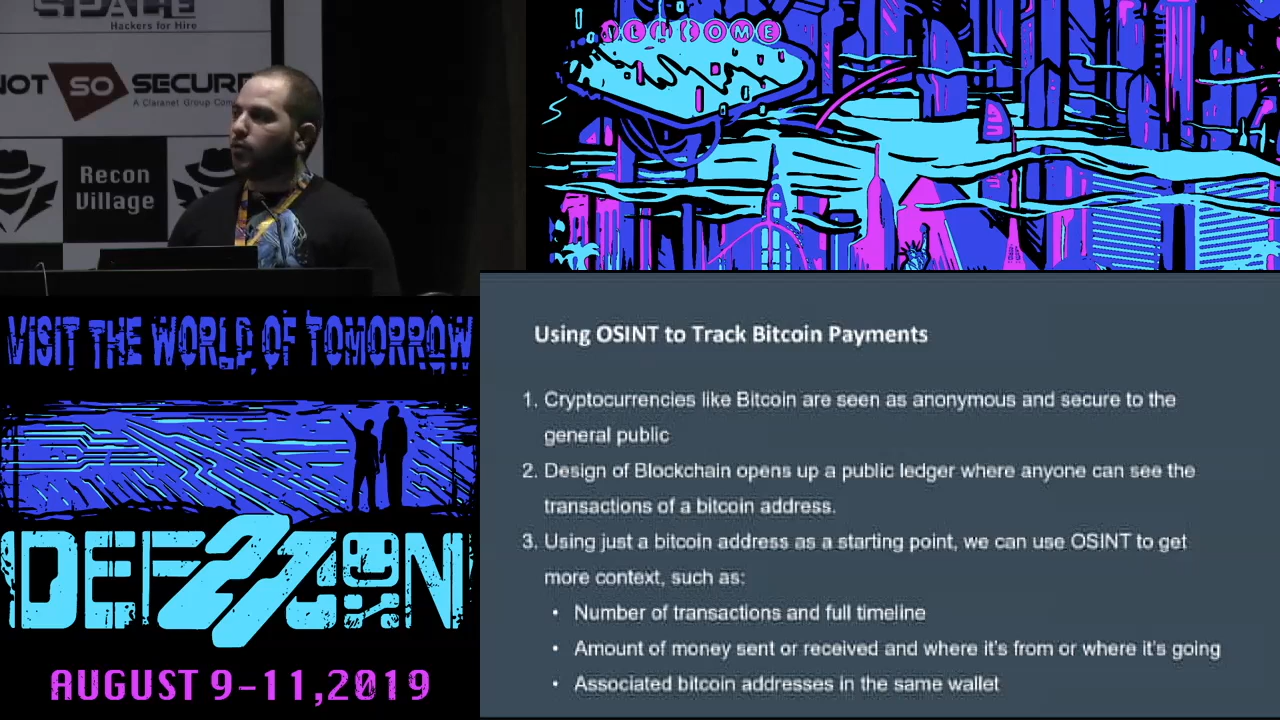 SPACE
Hackers for Hire
NOT SO SECURE
A Claranet Group Com
Recon
Village
WELCOME
VISIT THE WORLD OF TOMORROW
DEFCON
27
AUGUST 9-11,2019
Using OSINT to Track Bitcoin Payments
1. Cryptocurrencies like Bitcoin are seen as anonymous and secure to the
general public
2. Design of Blockchain opens up a public ledger where anyone can see the
transactions of a bitcoin address.
3. Using just a bitcoin address as a starting point, we can use OSINT to get
more context, such as:
• Number of transactions and full timeline
• Amount of money sent or received and where it's from or where it's going
• Associated bitcoin addresses in the same wallet